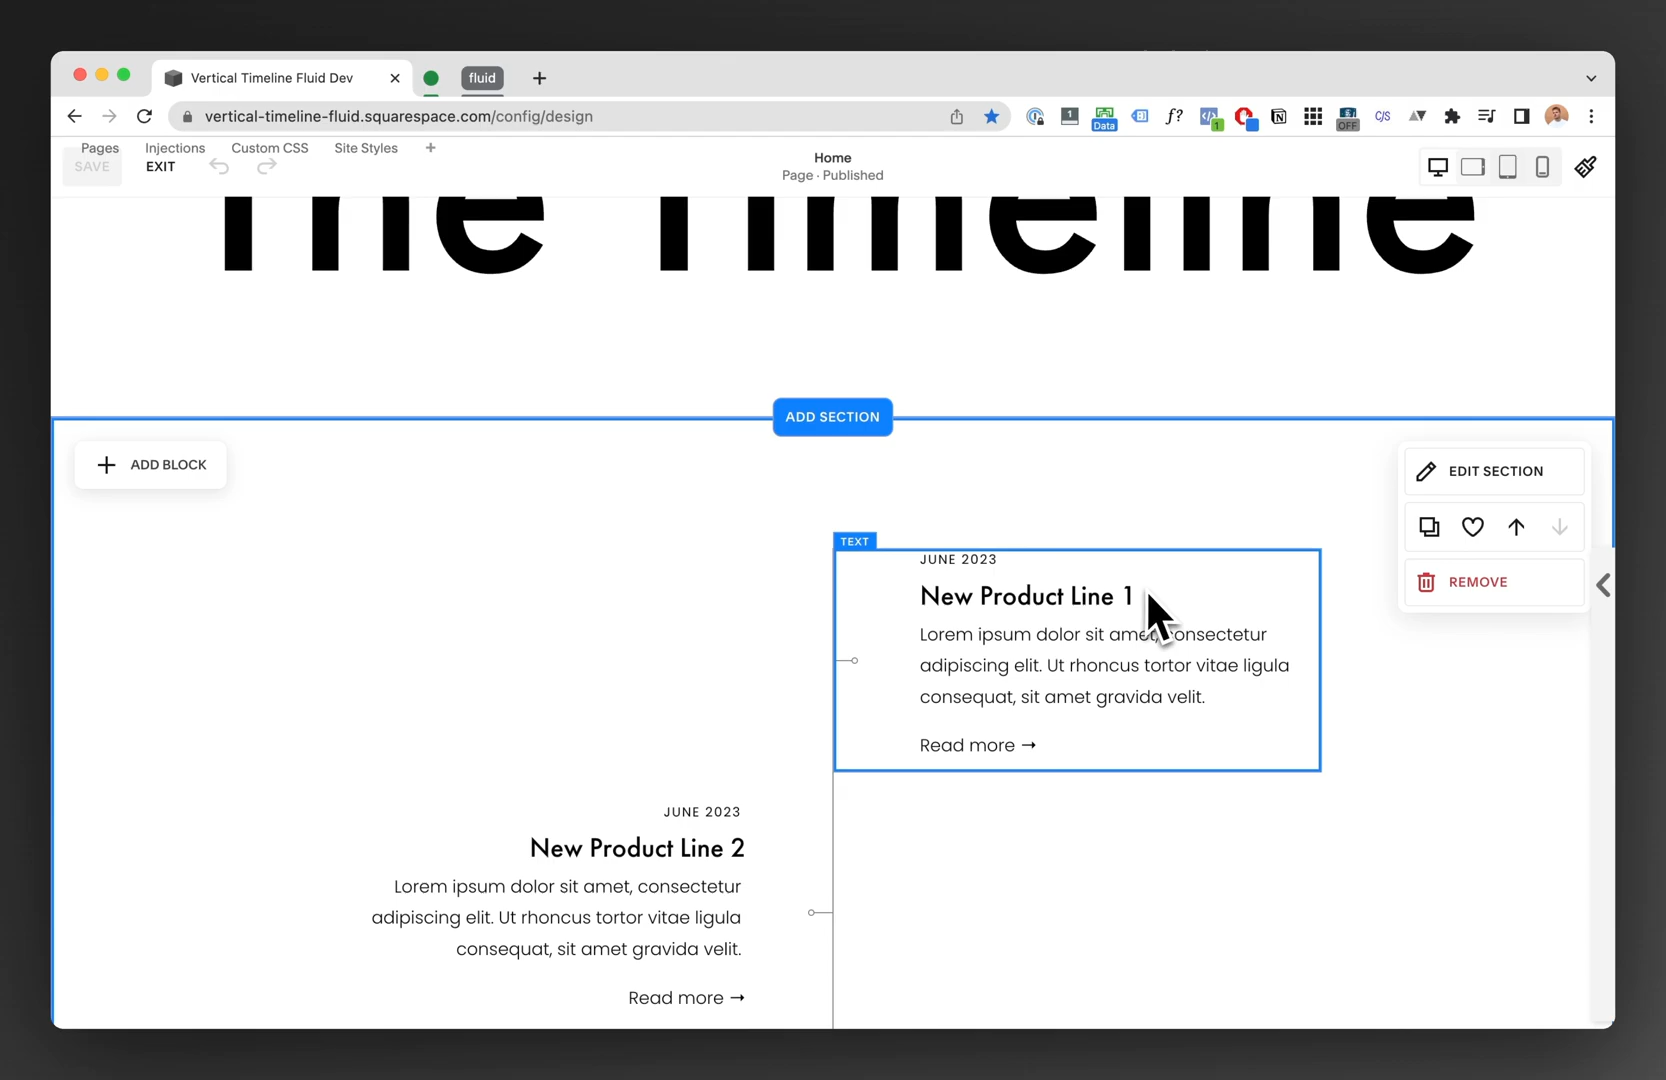 Vertical Timeline Fluid Dev
fluid
vertical-timeline-fluid.squarespace.com/config/design
1
Data
f?
1
OFF
C/S
Pages Injections Custom CSS Site Styles +
SAVE EXIT
Home
Page · Published
The Timeline
ADD SECTION
+ ADD BLOCK
EDIT SECTION
REMOVE
TEXT
JUNE 2023
New Product Line 1
Lorem ipsum dolor sit amet, consectetur
adipiscing elit. Ut rhoncus tortor vitae ligula
consequat, sit amet gravida velit.
Read more →
JUNE 2023
New Product Line 2
Lorem ipsum dolor sit amet, consectetur
adipiscing elit. Ut rhoncus tortor vitae ligula
consequat, sit amet gravida velit.
Read more →